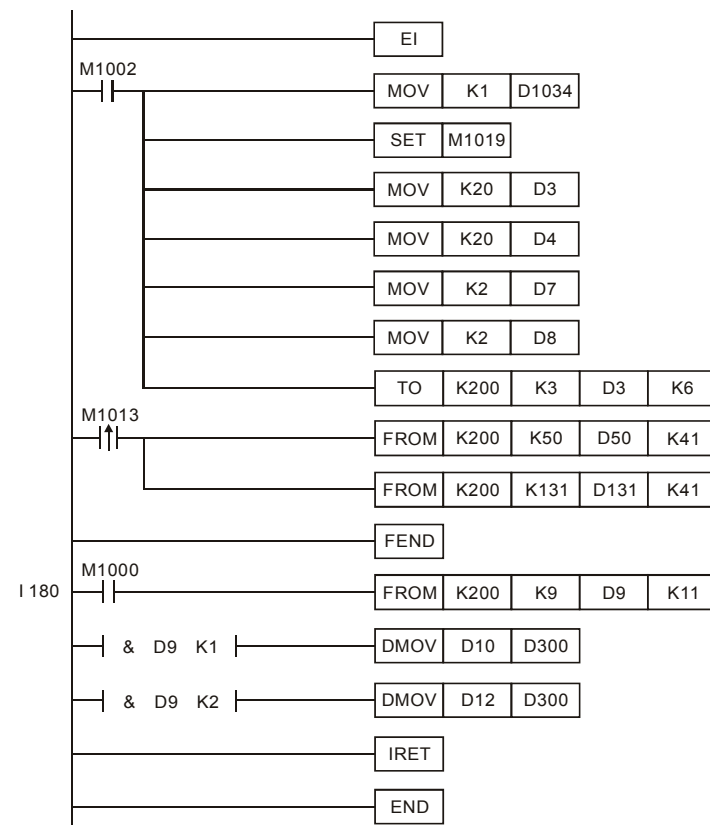 EI
M1002
MOV K1 D1034
SET M1019
MOV K20 D3
MOV K20 D4
MOV K2 D7
MOV K2 D8
TO K200 K3 D3 K6
M1013
FROM K200 K50 D50 K41
FROM K200 K131 D131 K41
FEND
M1000
I 180 FROM K200 K9 D9 K11
& D9 K1 DMOV D10 D300
& D9 K2 DMOV D12 D300
IRET
END